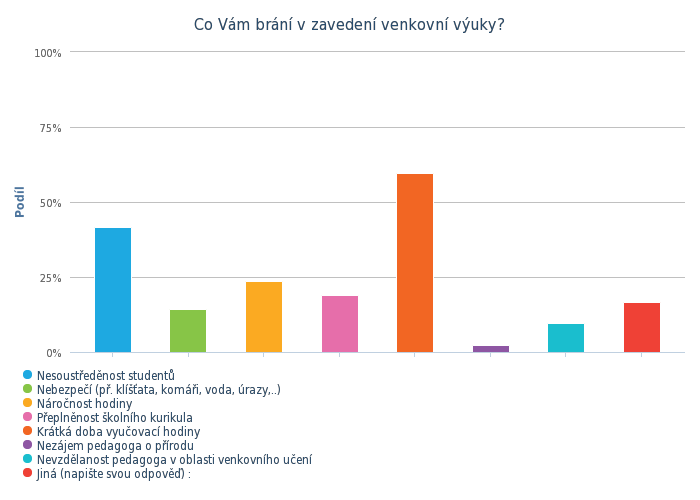 Co Vám brání v zavedení venkovní výuky?
100%
75%
50%
25%
0%
Podíl
Nesoustředěnost studentů
Nebezpečí (př. klíšťata, komáři, voda, úrazy,..)
Náročnost hodiny
Přeplněnost školního kurikula
Krátká doba vyučovací hodiny
Nezájem pedagoga o přírodu
Nevzdělanost pedagoga v oblasti venkovního učení
Jiná (napište svou odpověď) :